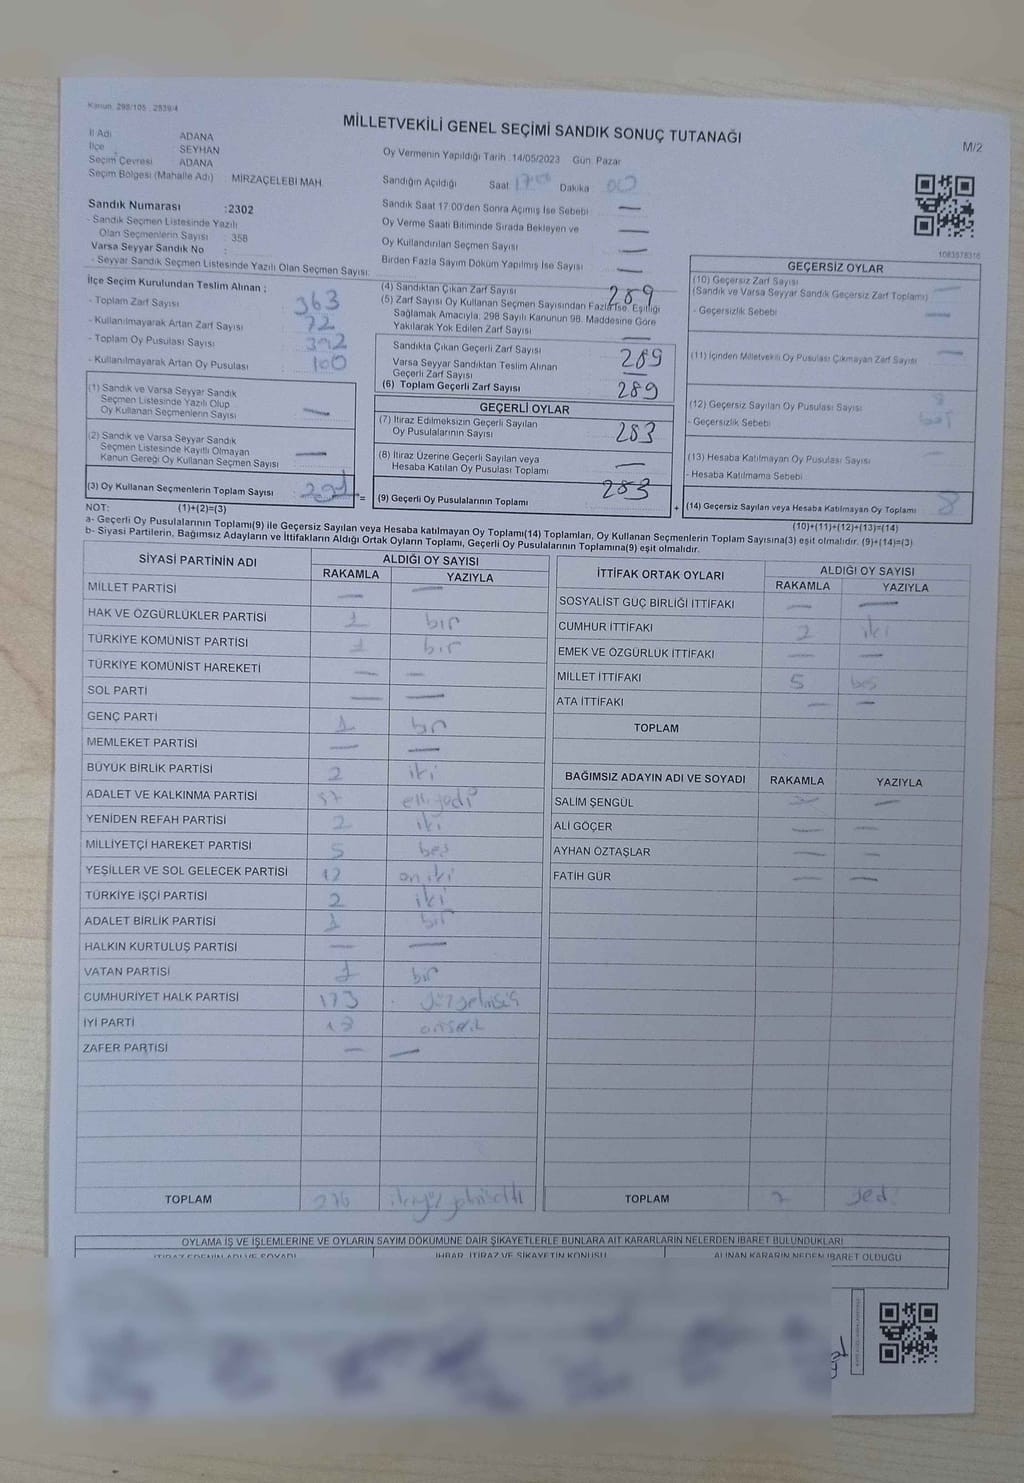 Kanun: 298/105 2839/4
MİLLETVEKİLİ GENEL SEÇİMİ SANDIK SONUÇ TUTANAĞI
M/2
İl Adı ADANA
İlçe SEYHAN
Seçim Çevresi ADANA
Seçim Bölgesi (Mahalle Adı) : MİRZAÇELEBİ MAH.
Oy Vermenin Yapıldığı Tarih : 14/05/2023 Gün: Pazar
Sandığın Açıldığı Saat Dakika 00
Sandık Saat 17:00'den Sonra Açımış İse Sebebi —
Oy Verme Saati Bitiminde Sırada Bekleyen ve —
Oy Kullandırılan Seçmen Sayısı —
Birden Fazla Sayım Döküm Yapılmış İse Sayısı —
Sandık Numarası :2302
- Sandık Seçmen Listesinde Yazılı
Olan Seçmenlerin Sayısı : 358
Varsa Seyyar Sandık No :
- Seyyar Sandık Seçmen Listesinde Yazılı Olan Seçmen Sayısı:
İlçe Seçim Kurulundan Teslim Alınan :
- Toplam Zarf Sayısı : 363
- Kullanılmayarak Artan Zarf Sayısı : 72
- Toplam Oy Pusulası Sayısı : 392
- Kullanılmayarak Artan Oy Pusulası : 100
(1) Sandık ve Varsa Seyyar Sandık
Seçmen Listesinde Yazılı Olup
Oy Kullanan Seçmenlerin Sayısı : —
(2) Sandık ve Varsa Seyyar Sandık
Seçmen Listesinde Kayıtlı Olmayan
Kanun Gereği Oy Kullanan Seçmen Sayısı : —
(3) Oy Kullanan Seçmenlerin Toplam Sayısı : =
(4) Sandıktan Çıkan Zarf Sayısı 289
(5) Zarf Sayısı Oy Kullanan Seçmen Sayısından Fazla İse, Eşitliği
Sağlamak Amacıyla, 298 Sayılı Kanunun 98. Maddesine Göre
Yakılarak Yok Edilen Zarf Sayısı —
Sandıkta Çıkan Geçerli Zarf Sayısı 289
Varsa Seyyar Sandıktan Teslim Alınan
Geçerli Zarf Sayısı —
(6) Toplam Geçerli Zarf Sayısı 289
GEÇERLİ OYLAR
(7) İtiraz Edilmeksizin Geçerli Sayılan
Oy Pusulalarının Sayısı 283
(8) İtiraz Üzerine Geçerli Sayılan veya
Hesaba Katılan Oy Pusulası Toplamı —
(9) Geçerli Oy Pusulalarının Toplamı 283 +
1083578316
GEÇERSİZ OYLAR
(10) Geçersiz Zarf Sayısı
(Sandık ve Varsa Seyyar Sandık Geçersiz Zarf Toplamı) —
- Geçersizlik Sebebi —
(11) İçinden Milletvekili Oy Pusulası Çıkmayan Zarf Sayısı —
(12) Geçersiz Sayılan Oy Pusulası Sayısı 8
- Geçersizlik Sebebi
(13) Hesaba Katılmayan Oy Pusulası Sayısı —
- Hesaba Katılmama Sebebi
(14) Geçersiz Sayılan veya Hesaba Katılmayan Oy Toplamı 8
NOT: (1)+(2)=(3)
(10)+(11)+(12)+(13)=(14)
a- Geçerli Oy Pusulalarının Toplamı(9) ile Geçersiz Sayılan veya Hesaba katılmayan Oy Toplamı(14) Toplamları, Oy Kullanan Seçmenlerin Toplam Sayısına(3) eşit olmalıdır. (9)+(14)=(3)
b- Siyasi Partilerin, Bağımsız Adayların ve İttifakların Aldığı Ortak Oyların Toplamı, Geçerli Oy Pusulalarının Toplamına(9) eşit olmalıdır.
SİYASİ PARTİNİN ADI ALDIĞI OY SAYISI
RAKAMLA YAZIYLA
MİLLET PARTİSİ — —
HAK VE ÖZGÜRLÜKLER PARTİSİ 1 bir
TÜRKİYE KOMÜNİST PARTİSİ 1 bir
TÜRKİYE KOMÜNİST HAREKETİ — —
SOL PARTİ — —
GENÇ PARTİ 1 bir
MEMLEKET PARTİSİ — —
BÜYÜK BİRLİK PARTİSİ 2 iki
ADALET VE KALKINMA PARTİSİ 57 elli yedi
YENİDEN REFAH PARTİSİ 2 iki
MİLLİYETÇİ HAREKET PARTİSİ 5 beş
YEŞİLLER VE SOL GELECEK PARTİSİ 12 on iki
TÜRKİYE İŞÇİ PARTİSİ 2 iki
ADALET BİRLİK PARTİSİ 1 bir
HALKIN KURTULUŞ PARTİSİ — —
VATAN PARTİSİ 1 bir
CUMHURİYET HALK PARTİSİ 173
İYİ PARTİ
ZAFER PARTİSİ — —
TOPLAM 276
İTTİFAK ORTAK OYLARI ALDIĞI OY SAYISI
RAKAMLA YAZIYLA
SOSYALİST GÜÇ BİRLİĞİ İTTİFAKI — —
CUMHUR İTTİFAKI 2 iki
EMEK VE ÖZGÜRLÜK İTTİFAKI — —
MİLLET İTTİFAKI 5 beş
ATA İTTİFAKI — —
TOPLAM
BAĞIMSIZ ADAYIN ADI VE SOYADI RAKAMLA YAZIYLA
SALİM ŞENGÜL — —
ALİ GÖÇER — —
AYHAN ÖZTAŞLAR — —
FATİH GÜR — —
TOPLAM 7 yedi
OYLAMA İŞ VE İŞLEMLERİNE VE OYLARIN SAYIM DÖKÜMÜNE DAİR ŞİKAYETLERLE BUNLARA AİT KARARLARIN NELERDEN İBARET BULUNDUKLARI
İTİRAZ EDENİN ADI VE SOYADI İHBAR, İTİRAZ VE ŞİKAYETİN KONUSU ALINAN KARARIN NEDEN İBARET OLDUĞU